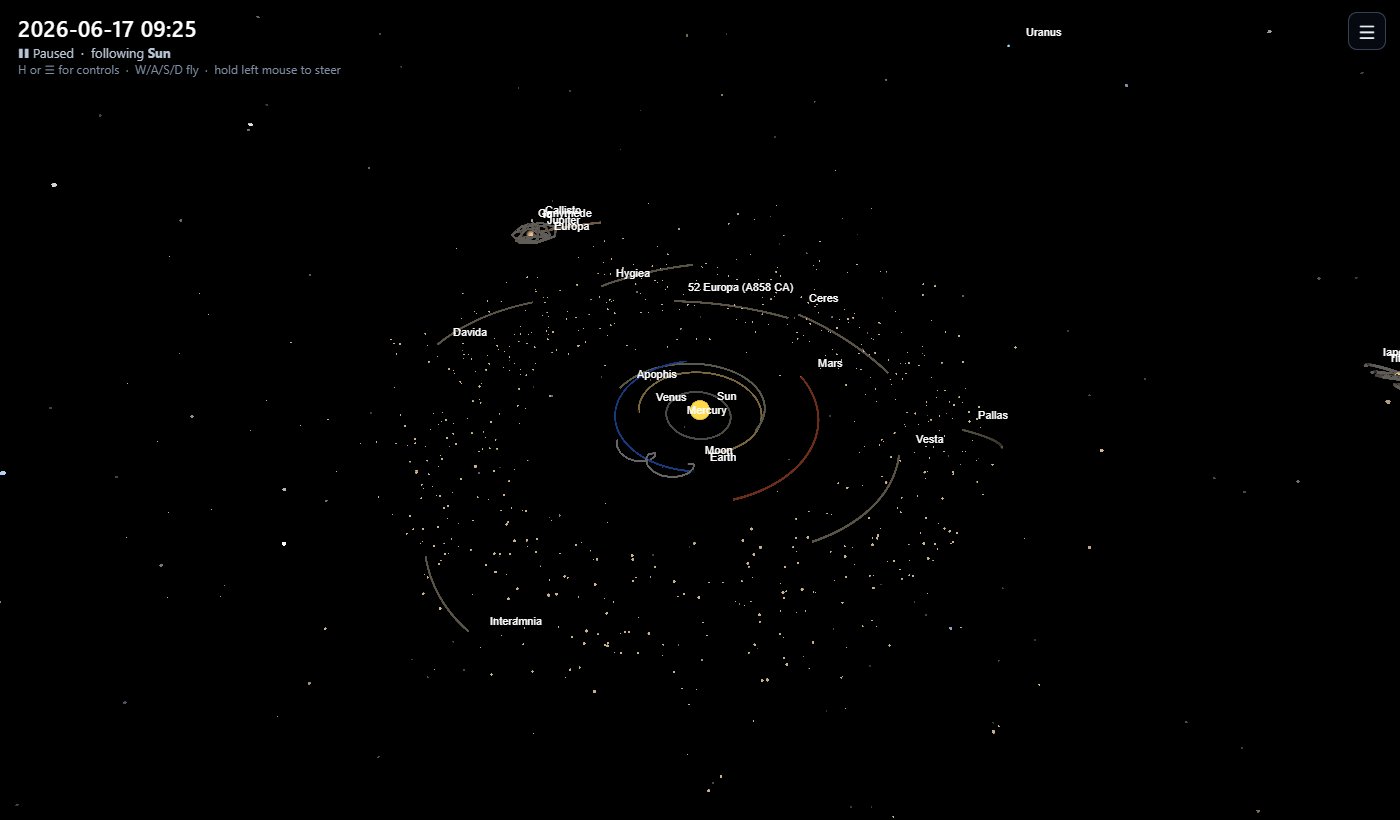 2026-06-17 09:25
Paused · following Sun
H or ☰ for controls · W/A/S/D fly · hold left mouse to steer
Uranus
Callisto
Ganymede
Jupiter
Europa
Hygiea
52 Europa (A858 CA)
Ceres
Davida
Mars
Apophis
Venus
Sun
Mercury
Pallas
Vesta
Moon
Earth
Interamnia